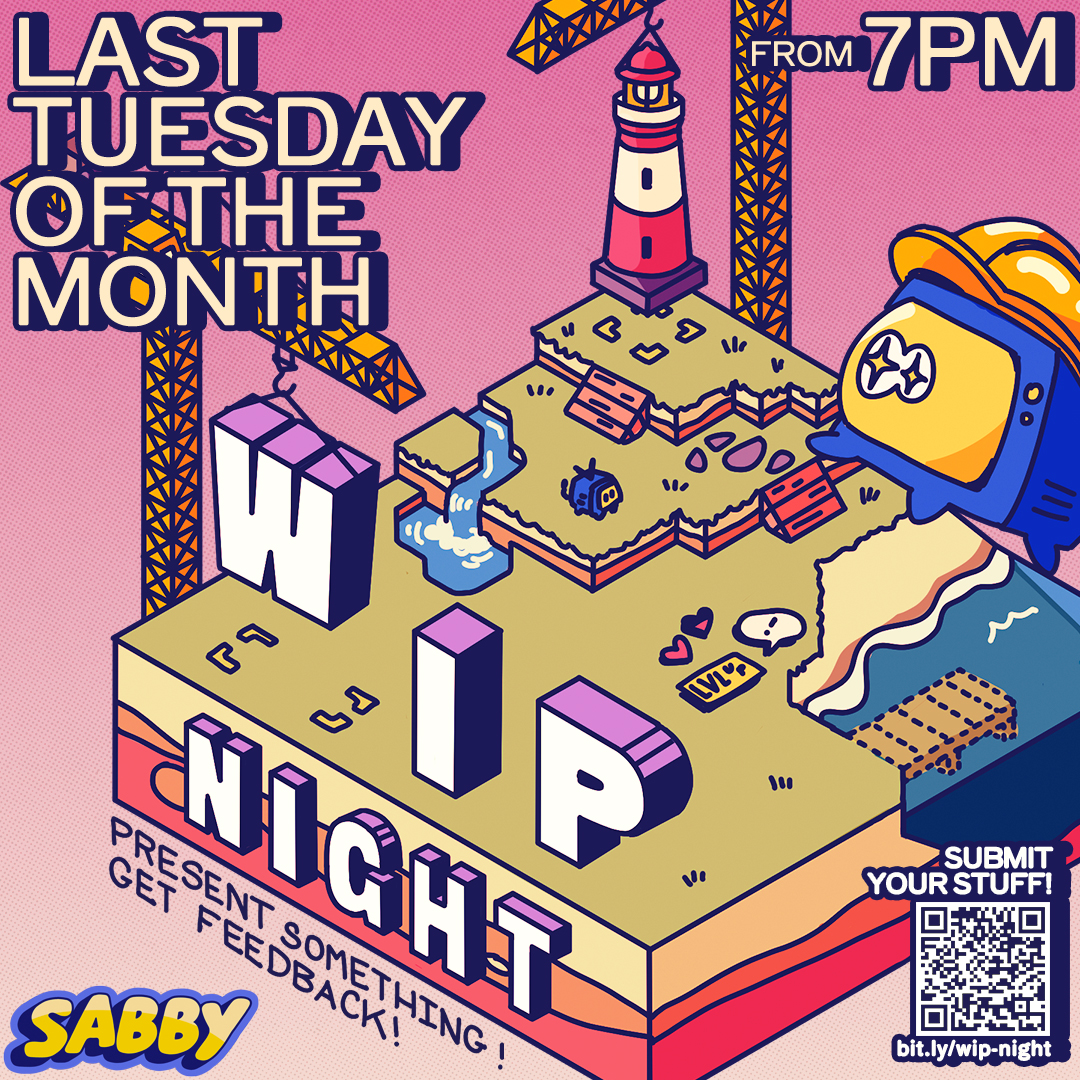 LAST
TUESDAY
OF THE
MONTH
FROM 7PM
WIP
NIGHT
LVL
PRESENT SOMETHING
GET FEEDBACK!
SUBMIT
YOUR STUFF!
bit.ly/wip-night
SABBY